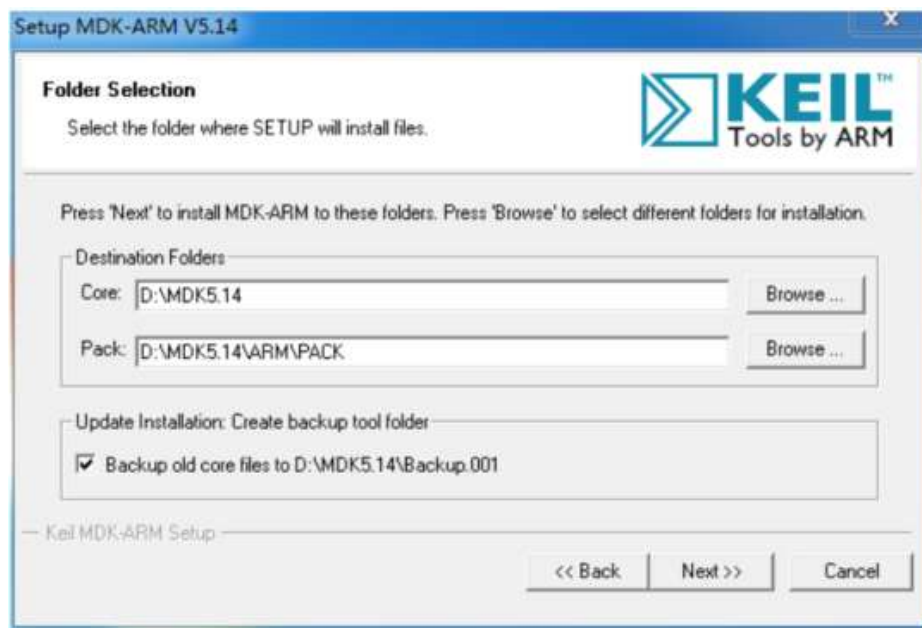 Setup MDK-ARM V5.14
x
Folder Selection
Select the folder where SETUP will install files.
KEIL™
Tools by ARM
Press 'Next' to install MDK-ARM to these folders. Press 'Browse' to select different folders for installation.
Destination Folders
Core: D:\MDK5.14 Browse ...
Pack: D:\MDK5.14\ARM\PACK Browse ...
Update Installation: Create backup tool folder
Backup old core files to D:\MDK5.14\Backup.001
Keil MDK-ARM Setup
<< Back Next >> Cancel